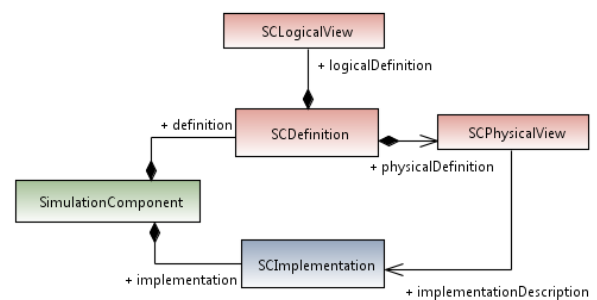 SCLogicalView
+ logicalDefinition
+ definition
SCDefinition
SCPhysicalView
+ physicalDefinition
SimulationComponent
SCImplementation
+ implementation
+ implementationDescription